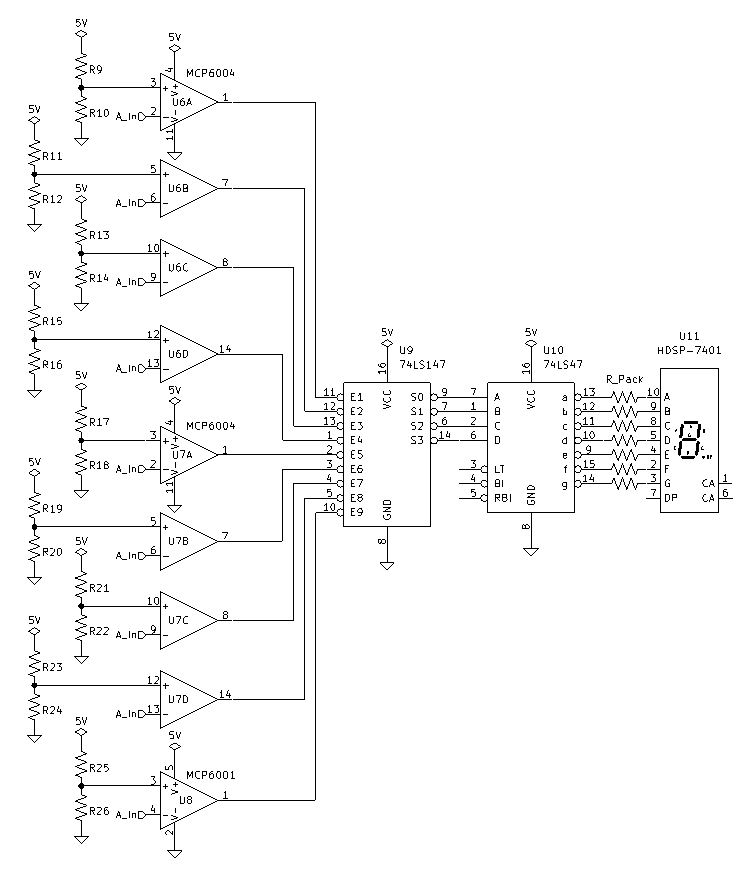 5V
R9
R10
5V
MCP6004
4
3
+
V+
U6A
1
A_In
2
-
V-
11
5V
R11
R12
5
+
U6B
7
A_In
6
-
5V
R13
R14
10
+
U6C
8
A_In
9
-
5V
R15
R16
12
+
U6D
14
A_In
13
-
5V
R17
R18
5V
MCP6004
4
3
+
V+
U7A
1
A_In
2
-
V-
11
5V
R19
R20
5
+
U7B
7
A_In
6
-
5V
R21
R22
10
+
U7C
8
A_In
9
-
5V
R23
R24
12
+
U7D
14
A_In
13
-
5V
R25
R26
5V
MCP6001
5
3
+
V+
U8
1
A_In
4
-
V-
2
5V
U9
74LS147
16
VCC
11 E1 S0 9
12 E2 S1 7
13 E3 S2 6
1 E4 S3 14
2 E5
3 E6
4 E7
5 E8
10 E9
GND
8
5V
U10
74LS47
16
VCC
7 A a 13
1 B b 12
2 C c 11
6 D d 10
e 9
3 LT f 15
4 BI g 14
5 RBI
GND
8
R_Pack
U11
HDSP-7401
10 A
9 B
8 C
5 D
4 E
2 F
3 G CA 1
7 DP CA 6